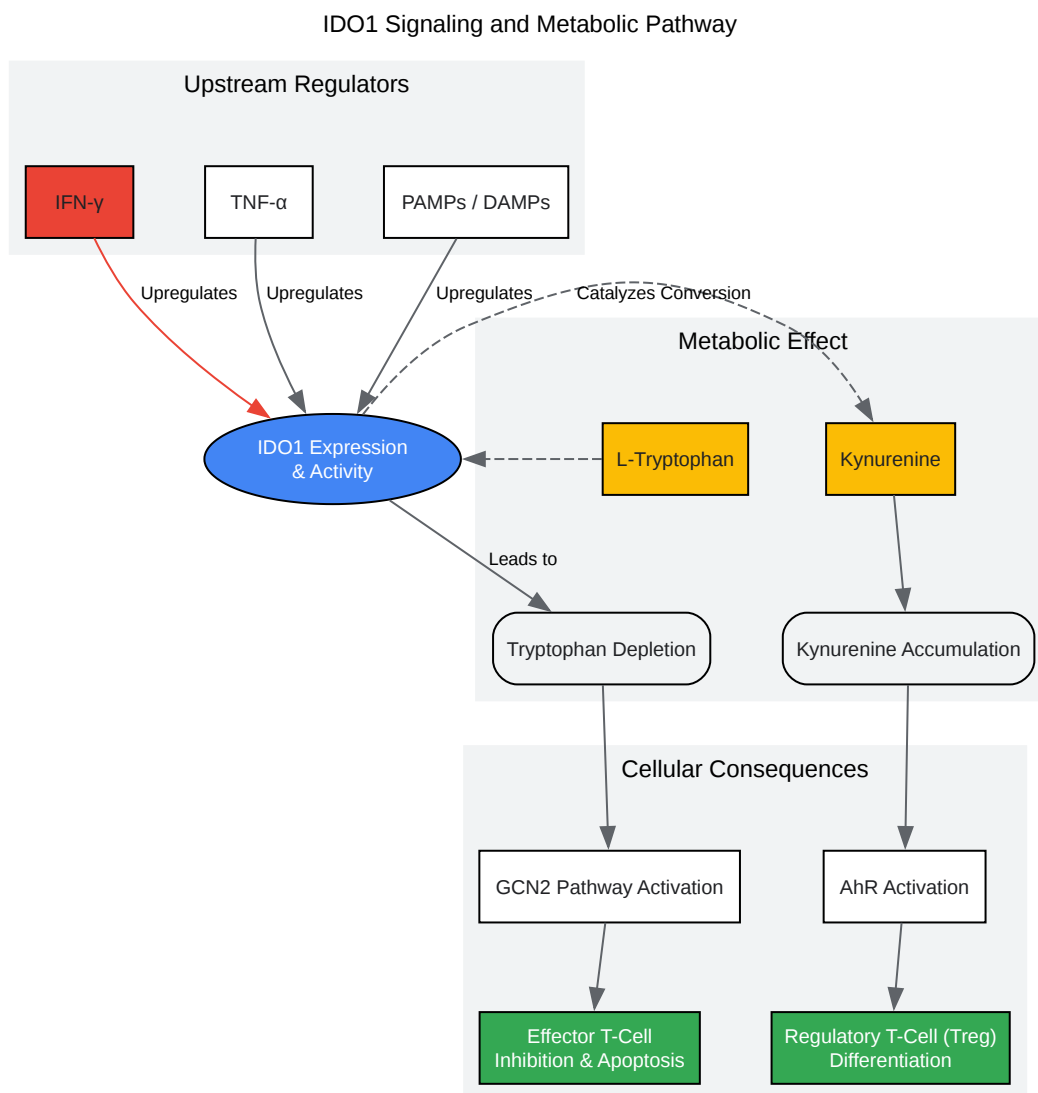 IDO1 Signaling and Metabolic Pathway
Upstream Regulators
IFN-γ
TNF-α
PAMPs / DAMPs
Upregulates
Upregulates
Upregulates
Catalyzes Conversion
Metabolic Effect
IDO1 Expression
& Activity
L-Tryptophan
Kynurenine
Leads to
Tryptophan Depletion
Kynurenine Accumulation
Cellular Consequences
GCN2 Pathway Activation
AhR Activation
Effector T-Cell
Inhibition & Apoptosis
Regulatory T-Cell (Treg)
Differentiation